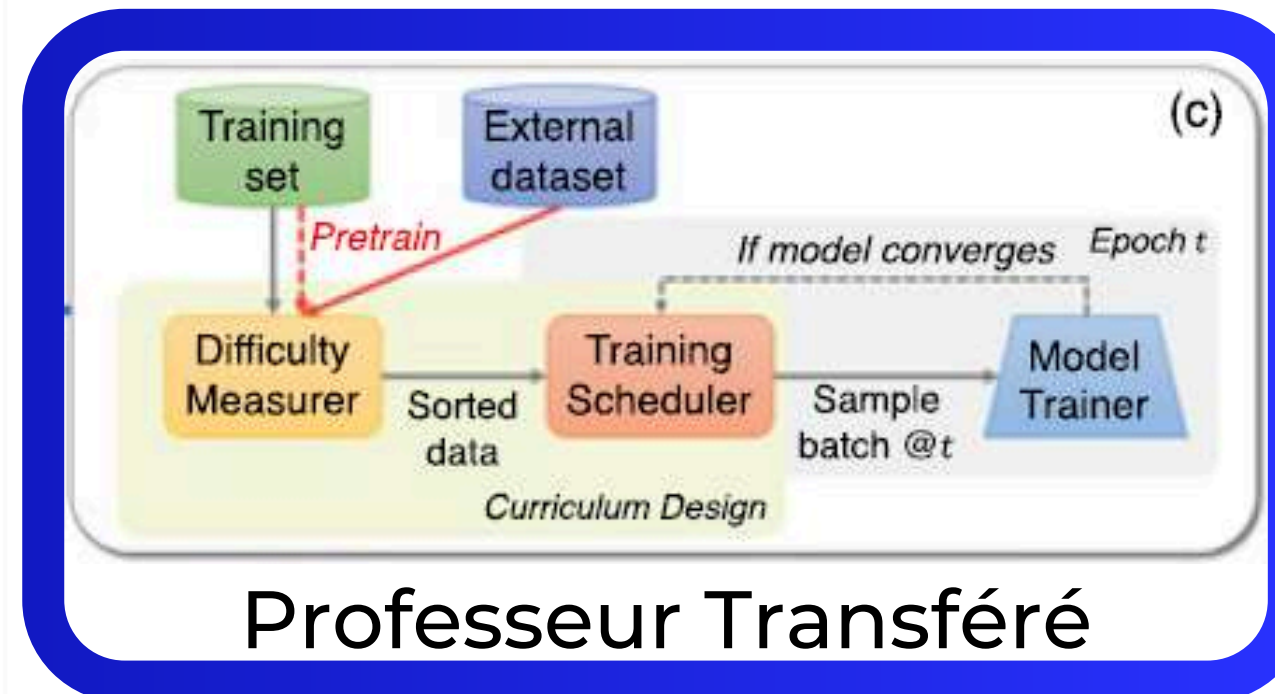 (c)
Training
set
External
dataset
Pretrain
If model converges
Epoch t
Difficulty
Measurer
Sorted
data
Training
Scheduler
Sample
batch @t
Model
Trainer
Curriculum Design
Professeur Transféré